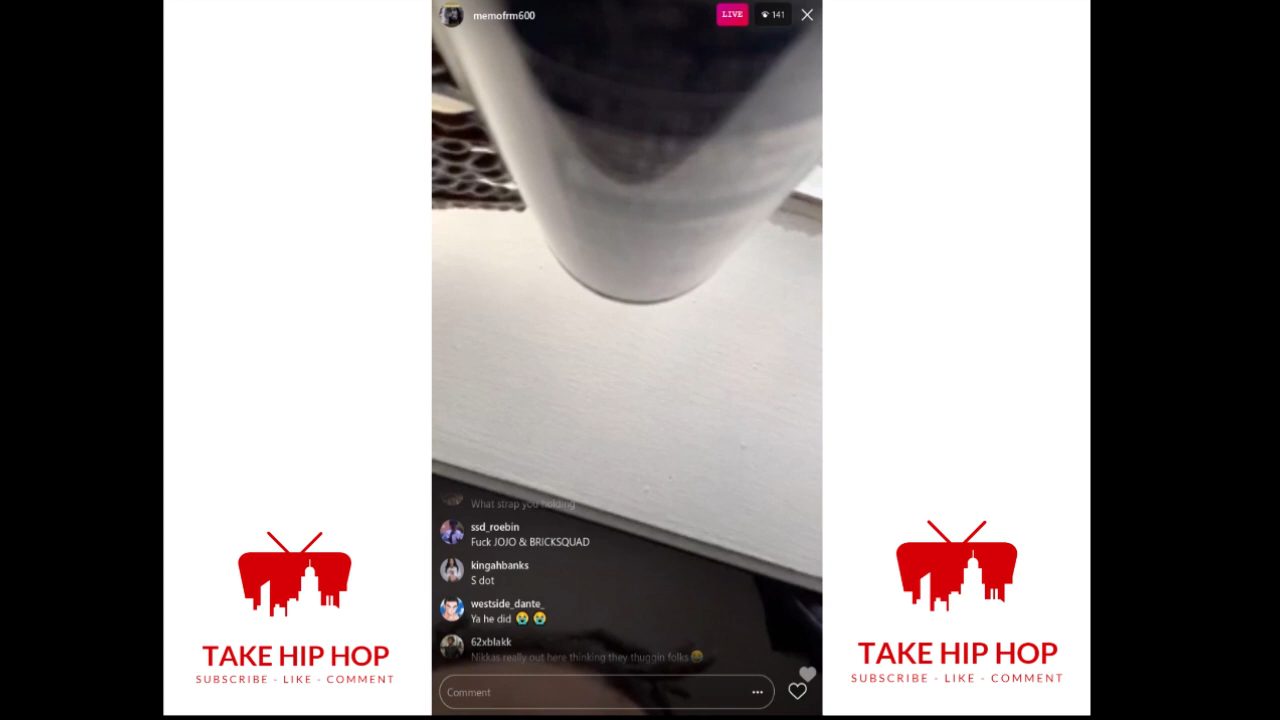 memofrm600
LIVE
141
What strap you holding
ssd_roebin
Fuck JOJO & BRICKSQUAD
kingahbanks
S dot
westside_dante_
Ya he did 😭 😭
62xblakk
Nikkas really out here thinking they thuggin folks 😂
Comment
TAKE HIP HOP
SUBSCRIBE - LIKE - COMMENT
TAKE HIP HOP
SUBSCRIBE - LIKE - COMMENT